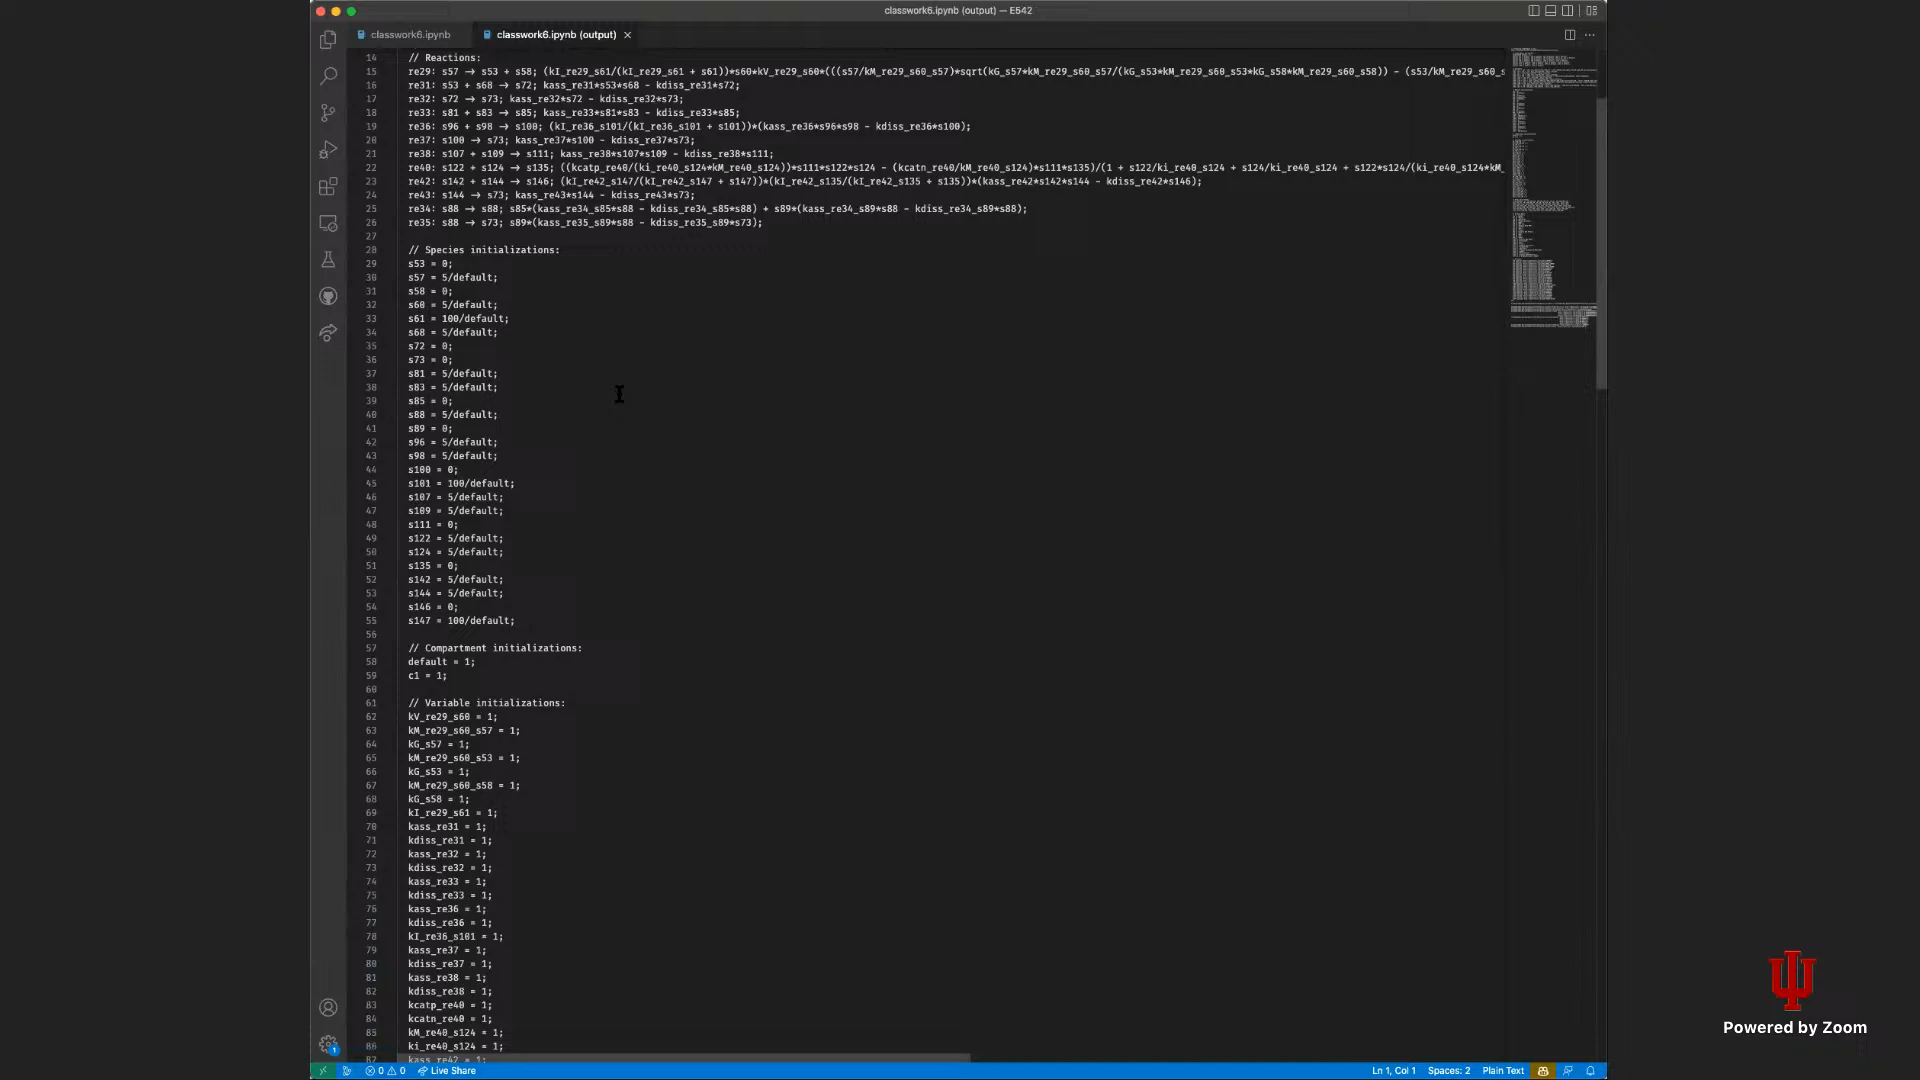 classwork6.ipynb (output) — E542
classwork6.ipynb
classwork6.ipynb (output)
14 // Reactions:
15 re29: s57 → s53 + s58; (kI_re29_s61/(kI_re29_s61 + s61))*s60*kV_re29_s60*(((s57/kM_re29_s60_s57)*sqrt(kG_s57*kM_re29_s60_s57/(kG_s53*kM_re29_s60_s53*kG_s58*kM_re29_s60_s58)) - (s53/kM_re29_s60_s
16 re31: s53 + s68 → s72; kass_re31*s53*s68 - kdiss_re31*s72;
17 re32: s72 → s73; kass_re32*s72 - kdiss_re32*s73;
18 re33: s81 + s83 → s85; kass_re33*s81*s83 - kdiss_re33*s85;
19 re36: s96 + s98 → s100; (kI_re36_s101/(kI_re36_s101 + s101))*(kass_re36*s96*s98 - kdiss_re36*s100);
20 re37: s100 → s73; kass_re37*s100 - kdiss_re37*s73;
21 re38: s107 + s109 → s111; kass_re38*s107*s109 - kdiss_re38*s111;
22 re40: s122 + s124 → s135; ((kcatp_re40/(ki_re40_s124*kM_re40_s124))*s111*s122*s124 - (kcatn_re40/kM_re40_s124)*s111*s135)/(1 + s122/ki_re40_s124 + s124/ki_re40_s124 + s122*s124/(ki_re40_s124*kM_
23 re42: s142 + s144 → s146; (kI_re42_s147/(kI_re42_s147 + s147))*(kI_re42_s135/(kI_re42_s135 + s135))*(kass_re42*s142*s144 - kdiss_re42*s146);
24 re43: s144 → s73; kass_re43*s144 - kdiss_re43*s73;
25 re34: s88 → s88; s85*(kass_re34_s85*s88 - kdiss_re34_s85*s88) + s89*(kass_re34_s89*s88 - kdiss_re34_s89*s88);
26 re35: s88 → s73; s89*(kass_re35_s89*s88 - kdiss_re35_s89*s73);
27
28 // Species initializations:
29 s53 = 0;
30 s57 = 5/default;
31 s58 = 0;
32 s60 = 5/default;
33 s61 = 100/default;
34 s68 = 5/default;
35 s72 = 0;
36 s73 = 0;
37 s81 = 5/default;
38 s83 = 5/default;
39 s85 = 0;
40 s88 = 5/default;
41 s89 = 0;
42 s96 = 5/default;
43 s98 = 5/default;
44 s100 = 0;
45 s101 = 100/default;
46 s107 = 5/default;
47 s109 = 5/default;
48 s111 = 0;
49 s122 = 5/default;
50 s124 = 5/default;
51 s135 = 0;
52 s142 = 5/default;
53 s144 = 5/default;
54 s146 = 0;
55 s147 = 100/default;
56
57 // Compartment initializations:
58 default = 1;
59 c1 = 1;
60
61 // Variable initializations:
62 kV_re29_s60 = 1;
63 kM_re29_s60_s57 = 1;
64 kG_s57 = 1;
65 kM_re29_s60_s53 = 1;
66 kG_s53 = 1;
67 kM_re29_s60_s58 = 1;
68 kG_s58 = 1;
69 kI_re29_s61 = 1;
70 kass_re31 = 1;
71 kdiss_re31 = 1;
72 kass_re32 = 1;
73 kdiss_re32 = 1;
74 kass_re33 = 1;
75 kdiss_re33 = 1;
76 kass_re36 = 1;
77 kdiss_re36 = 1;
78 kI_re36_s101 = 1;
79 kass_re37 = 1;
80 kdiss_re37 = 1;
81 kass_re38 = 1;
82 kdiss_re38 = 1;
83 kcatp_re40 = 1;
84 kcatn_re40 = 1;
85 kM_re40_s124 = 1;
86 ki_re40_s124 = 1;
87 kass_re42 = 1;
1
0 0
Live Share
Ln 1, Col 1
Spaces: 2
Plain Text
Powered by Zoom